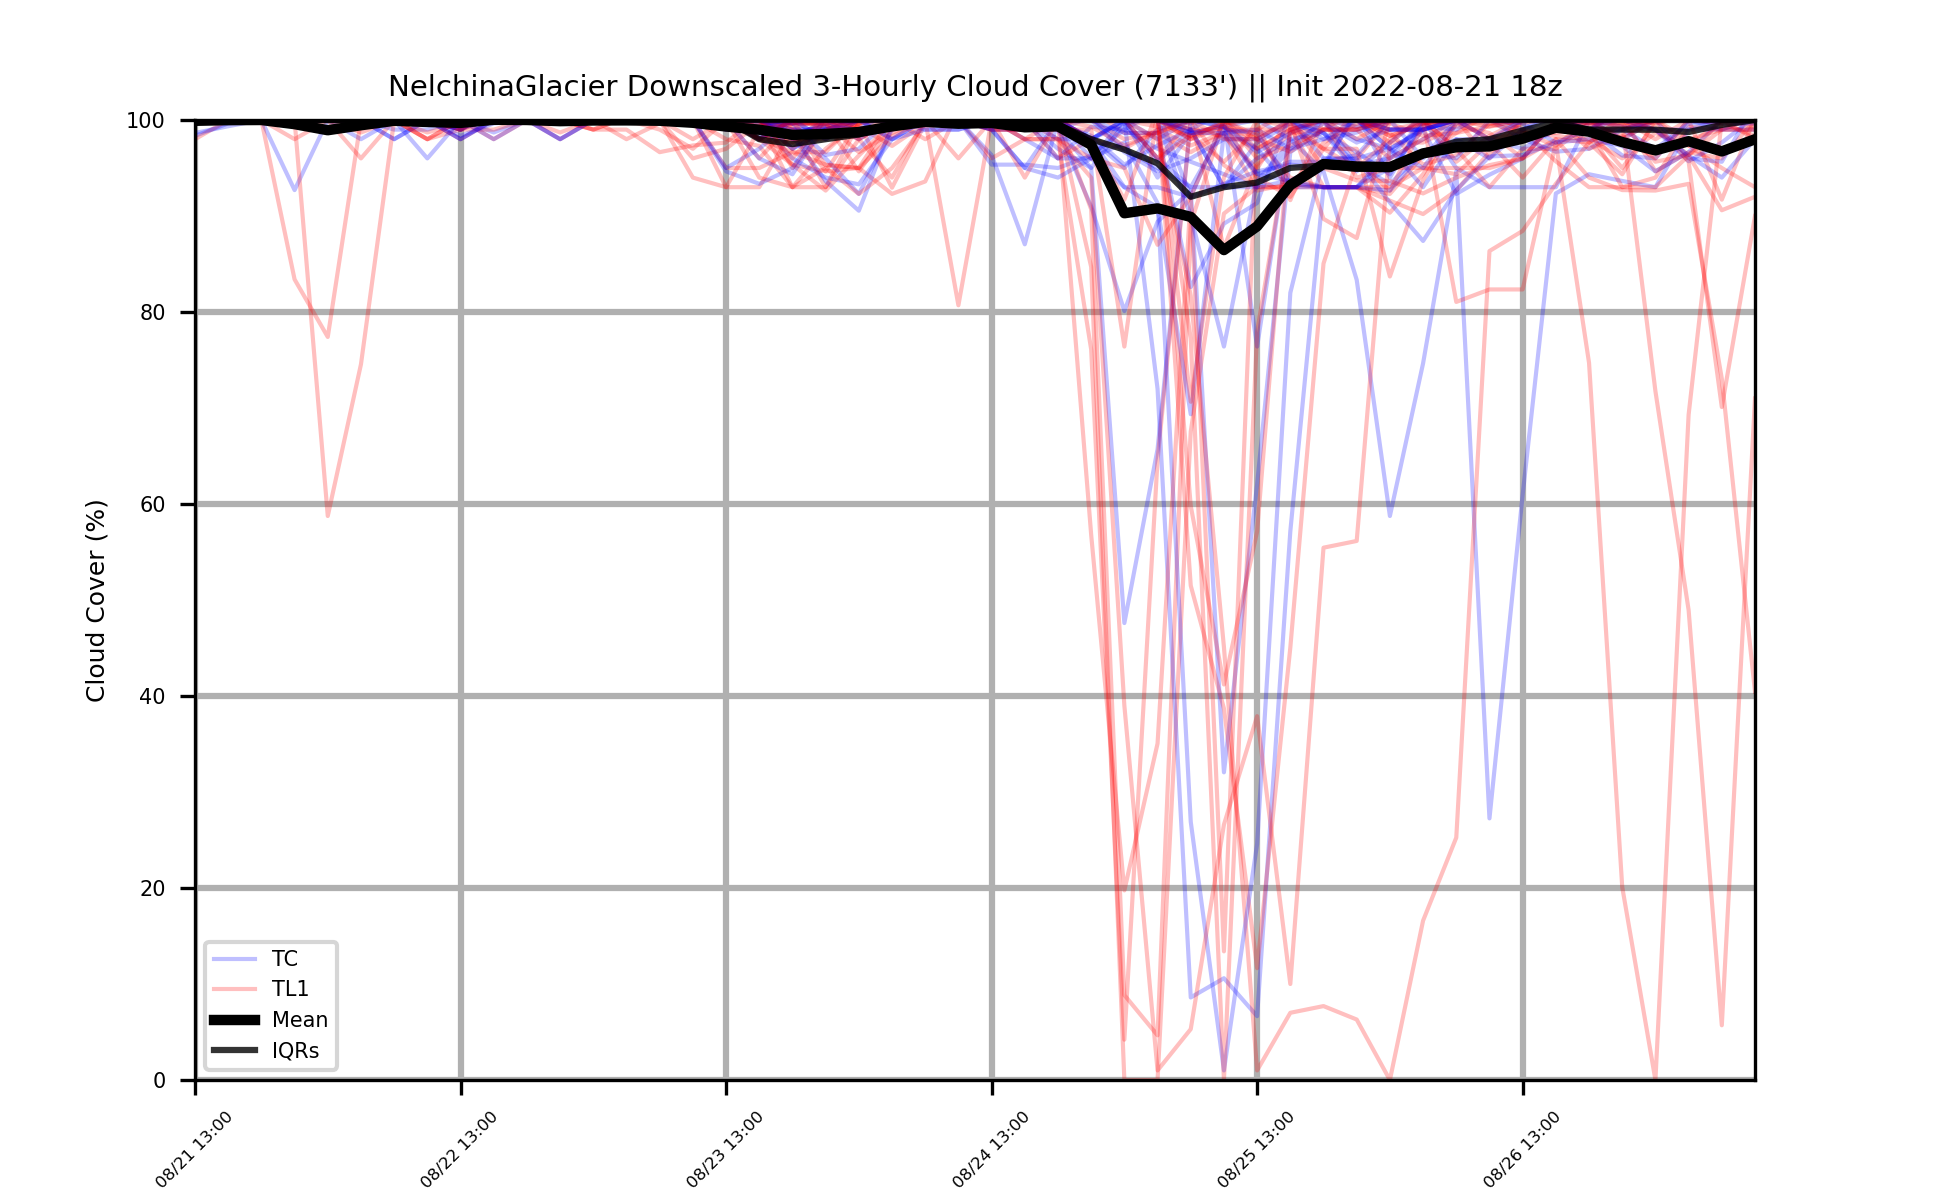 NelchinaGlacier Downscaled 3-Hourly Cloud Cover (7133') || Init 2022-08-21 18z
Cloud Cover (%)
100
80
60
40
20
0
TC
TL1
Mean
IQRs
08/21 13:00
08/22 13:00
08/23 13:00
08/24 13:00
08/25 13:00
08/26 13:00